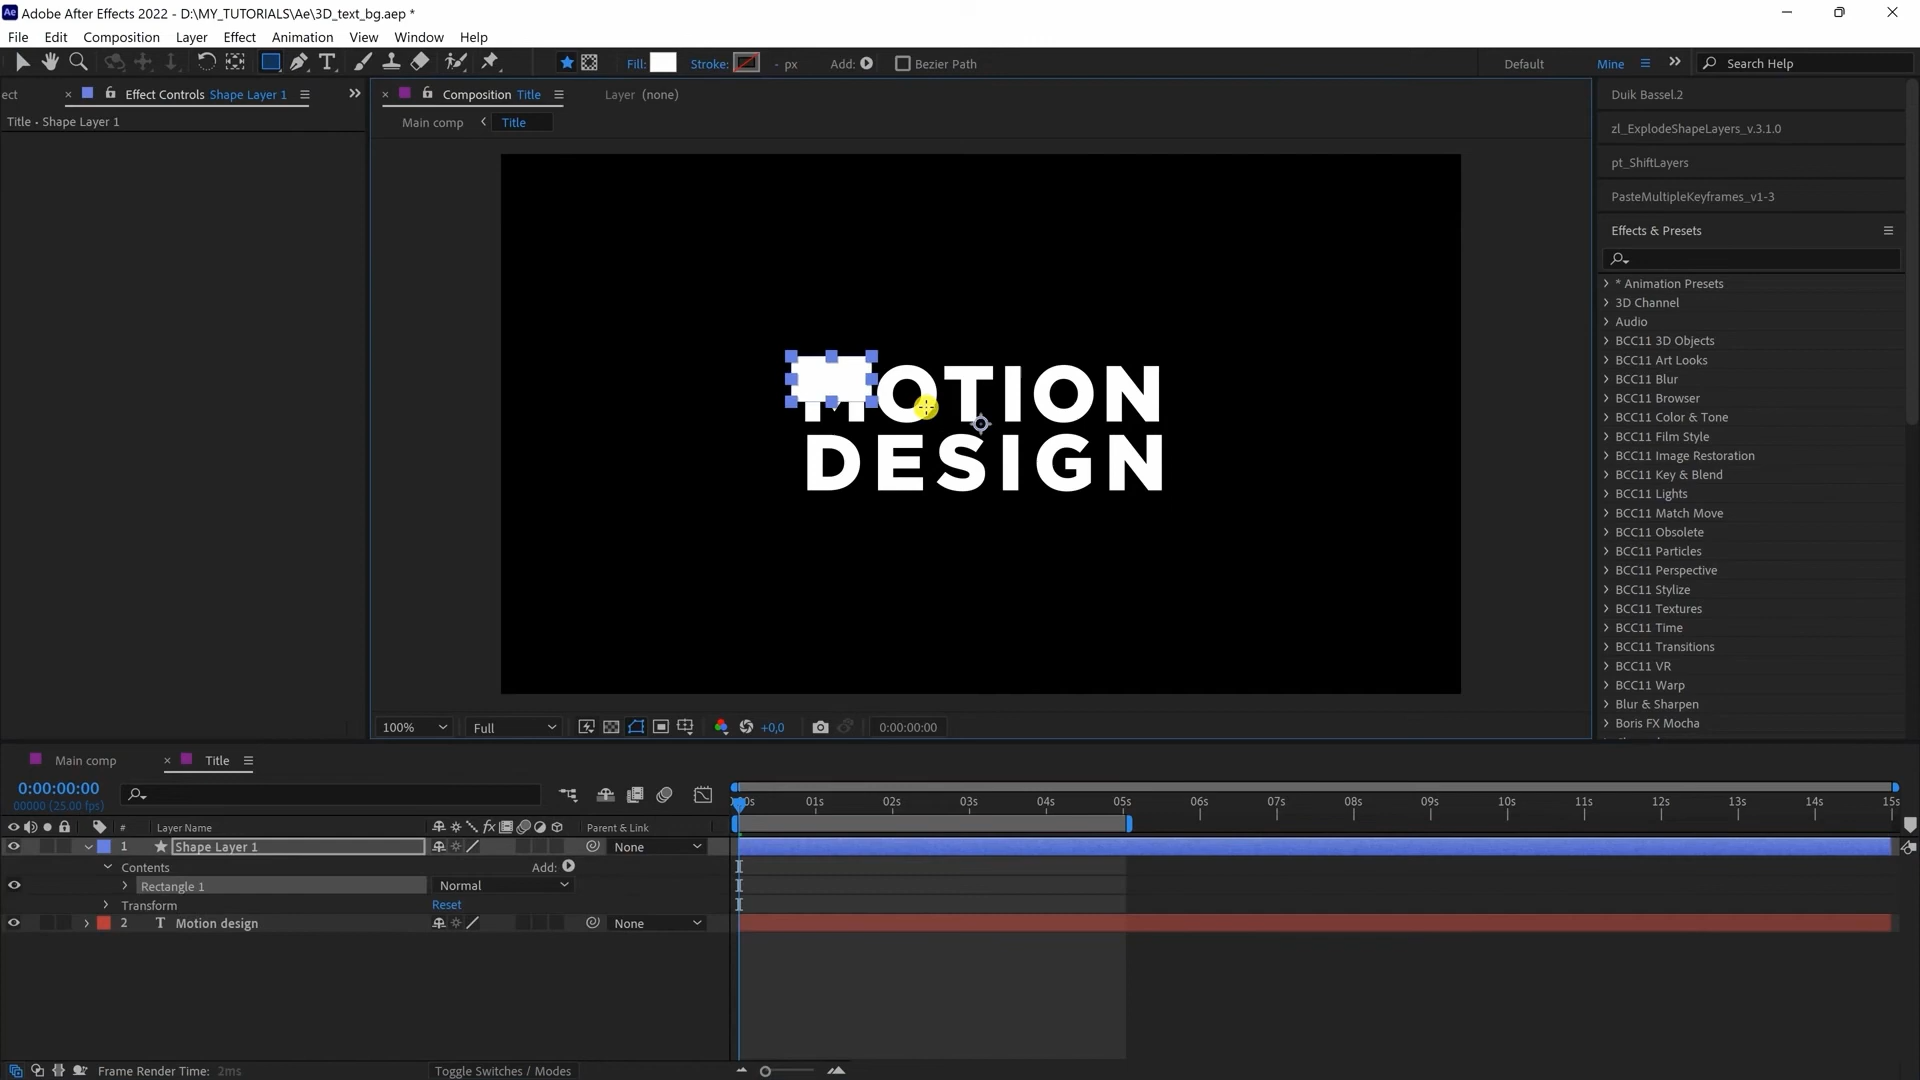 Adobe After Effects 2022 - D:\MY_TUTORIALS\Ae\3D_text_bg.aep *
File Edit Composition Layer Effect Animation View Window Help
Fill: Stroke: - px Add: Bezier Path Default Mine Search Help
ect Effect Controls Shape Layer 1
Title • Shape Layer 1
Composition Title Layer (none)
Main comp Title
MOTION
DESIGN
100% Full +0,0 0:00:00:00
Duik Bassel.2
zl_ExplodeShapeLayers_v.3.1.0
pt_ShiftLayers
PasteMultipleKeyframes_v1-3
Effects & Presets
* Animation Presets
3D Channel
Audio
BCC11 3D Objects
BCC11 Art Looks
BCC11 Blur
BCC11 Browser
BCC11 Color & Tone
BCC11 Film Style
BCC11 Image Restoration
BCC11 Key & Blend
BCC11 Lights
BCC11 Match Move
BCC11 Obsolete
BCC11 Particles
BCC11 Perspective
BCC11 Stylize
BCC11 Textures
BCC11 Time
BCC11 Transitions
BCC11 VR
BCC11 Warp
Blur & Sharpen
Boris FX Mocha
Main comp Title
0:00:00:00
00000 (25.00 fps)
01s 02s 03s 04s 05s 06s 07s 08s 09s 10s 11s 12s 13s 14s 15s
# Layer Name Parent & Link
1 Shape Layer 1 None
Contents Add:
Rectangle 1 Normal
Transform Reset
2 T Motion design None
Frame Render Time: 2ms Toggle Switches / Modes